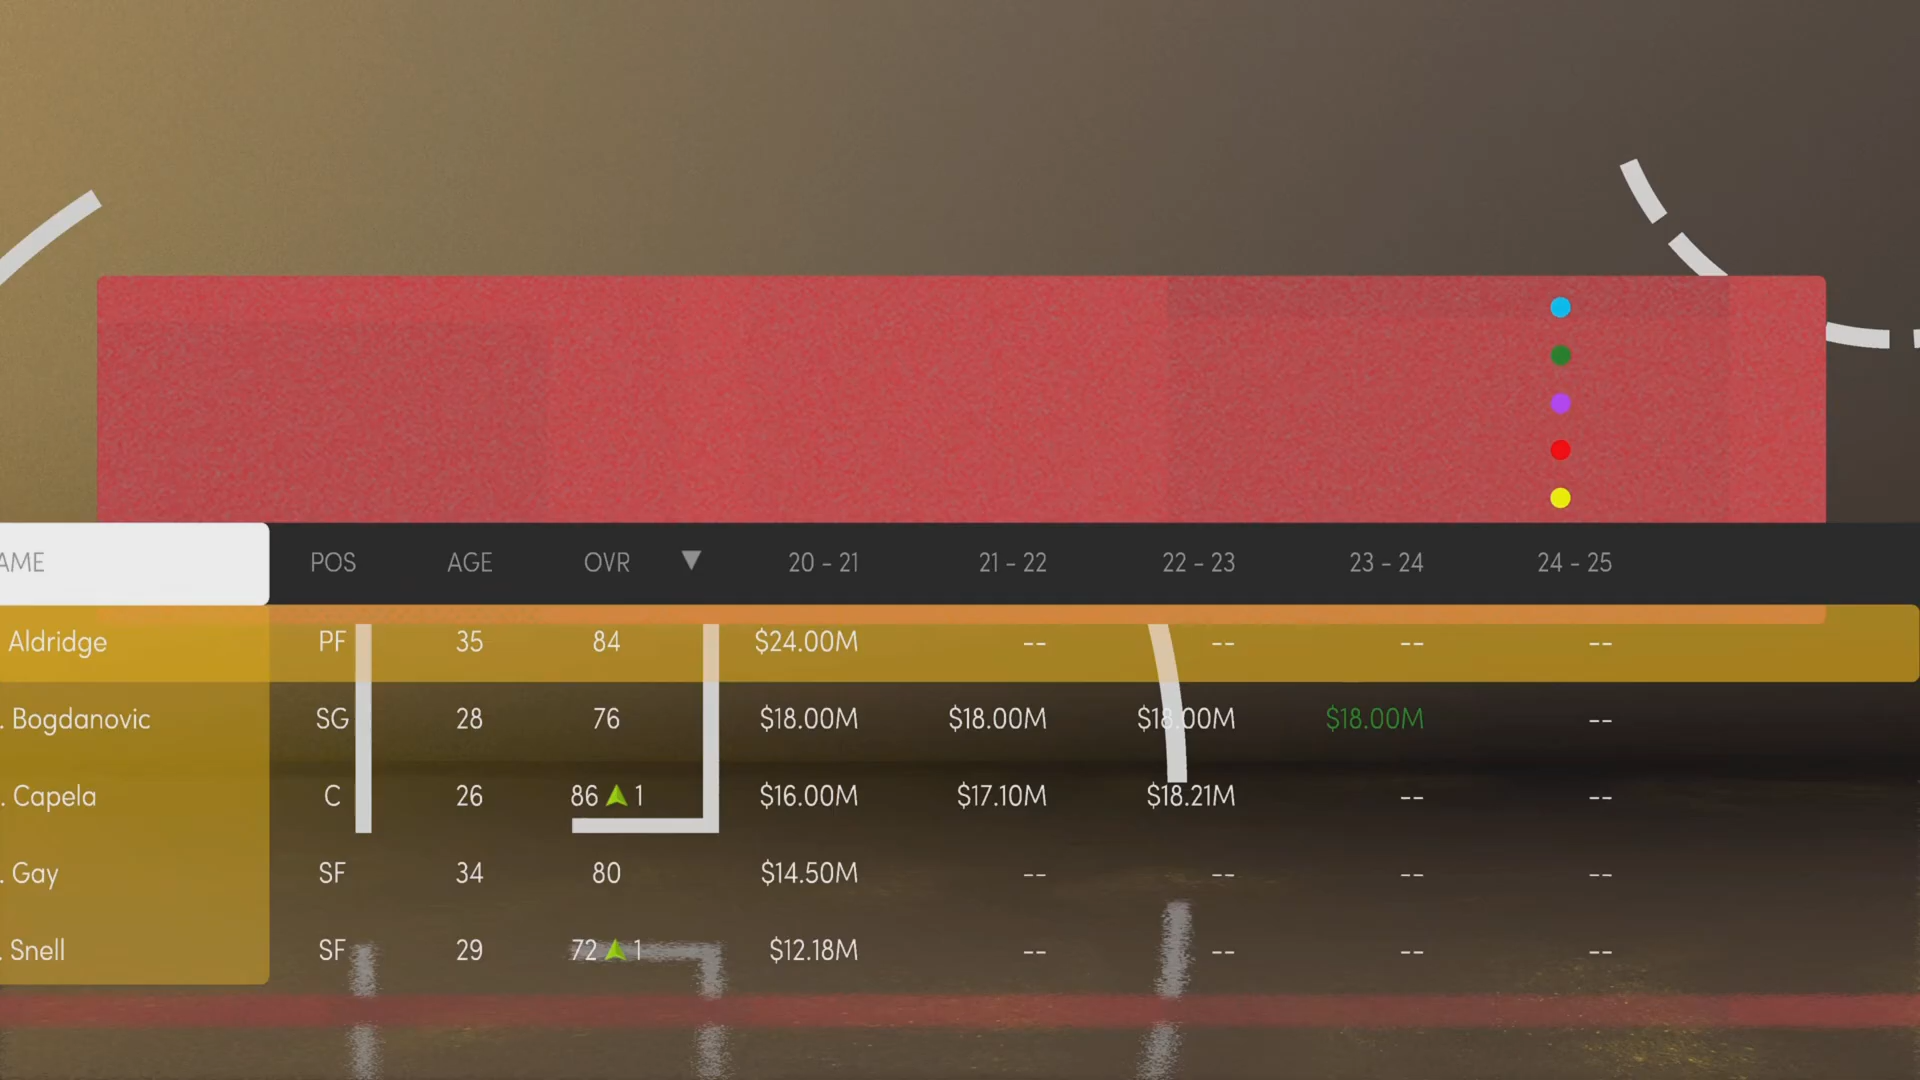 AME POS AGE OVR ▼ 20 - 21 21 - 22 22 - 23 23 - 24 24 - 25
Aldridge PF 35 84 $24.00M -- -- -- --
. Bogdanovic SG 28 76 $18.00M $18.00M $18.00M $18.00M --
. Capela C 26 86 ▲ 1 $16.00M $17.10M $18.21M -- --
. Gay SF 34 80 $14.50M -- -- -- --
. Snell SF 29 72 ▲ 1 $12.18M -- -- -- --